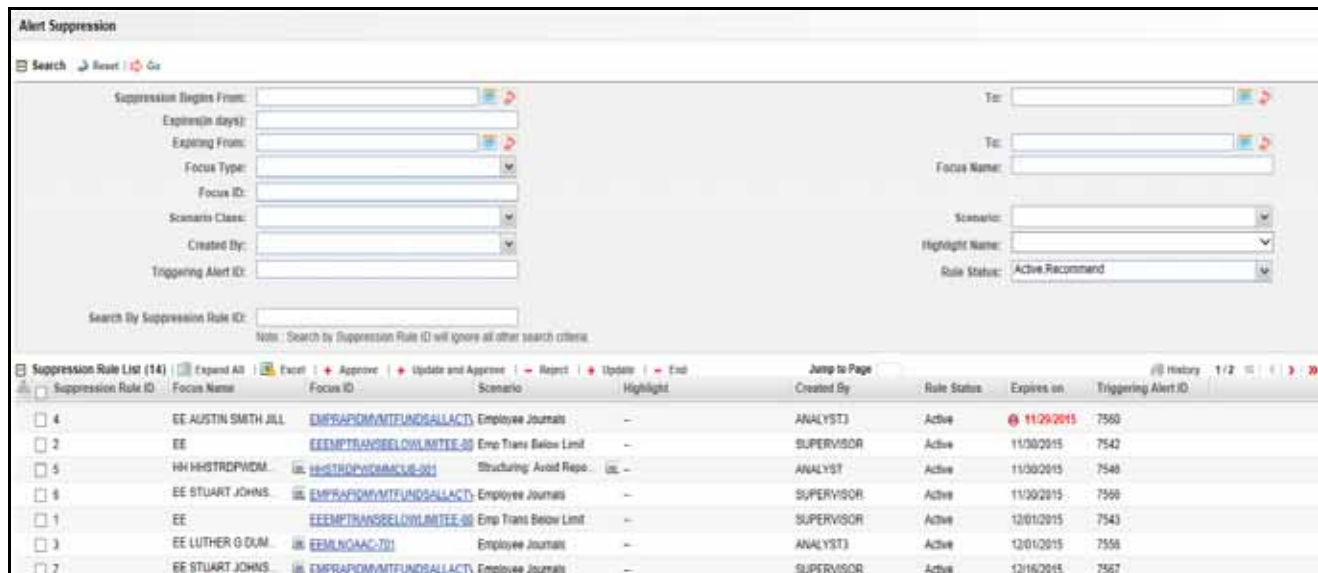 Alert Suppression
Search Reset | Go
Suppression Begins From: To:
Expires(in days):
Expiring From: To:
Focus Type: Focus Name:
Focus ID:
Scenario Class: Scenario:
Created By: Highlight Name:
Triggering Alert ID: Rule Status: Active,Recommend
Search By Suppression Rule ID:
Note : Search by Suppression Rule ID will ignore all other search criteria.
Suppression Rule List (14) | Expand All | Excel | + Approve | + Update and Approve | - Reject | + Update | - End Jump to Page History 1/2
Suppression Rule ID Focus Name Focus ID Scenario Highlight Created By Rule Status Expires on Triggering Alert ID
4 EE AUSTIN SMITH JILL EMPRAPIDMVMTFUNDSALLACTV Employee Journals -- ANALYST3 Active 11/29/2015 7560
2 EE EEEMPTRANSBELOWLIMITEE-00 Emp Trans Below Limit -- SUPERVISOR Active 11/30/2015 7542
5 HH HHSTRDPWDM... HHSTRDPWDMMCUB-001 Structuring: Avoid Repo... -- ANALYST Active 11/30/2015 7548
6 EE STUART JOHNS... EMPRAPIDMVMTFUNDSALLACTV Employee Journals -- SUPERVISOR Active 11/30/2015 7568
1 EE EEEMPTRANSBELOWLIMITEE-00 Emp Trans Below Limit -- SUPERVISOR Active 12/01/2015 7543
3 EE LUTHER G DUM... EEMLNOAAC-701 Employee Journals -- ANALYST3 Active 12/01/2015 7556
7 EE STUART JOHNS... EMPRAPIDMVMTFUNDSALLACTV Employee Journals -- SUPERVISOR Active 12/16/2015 7567